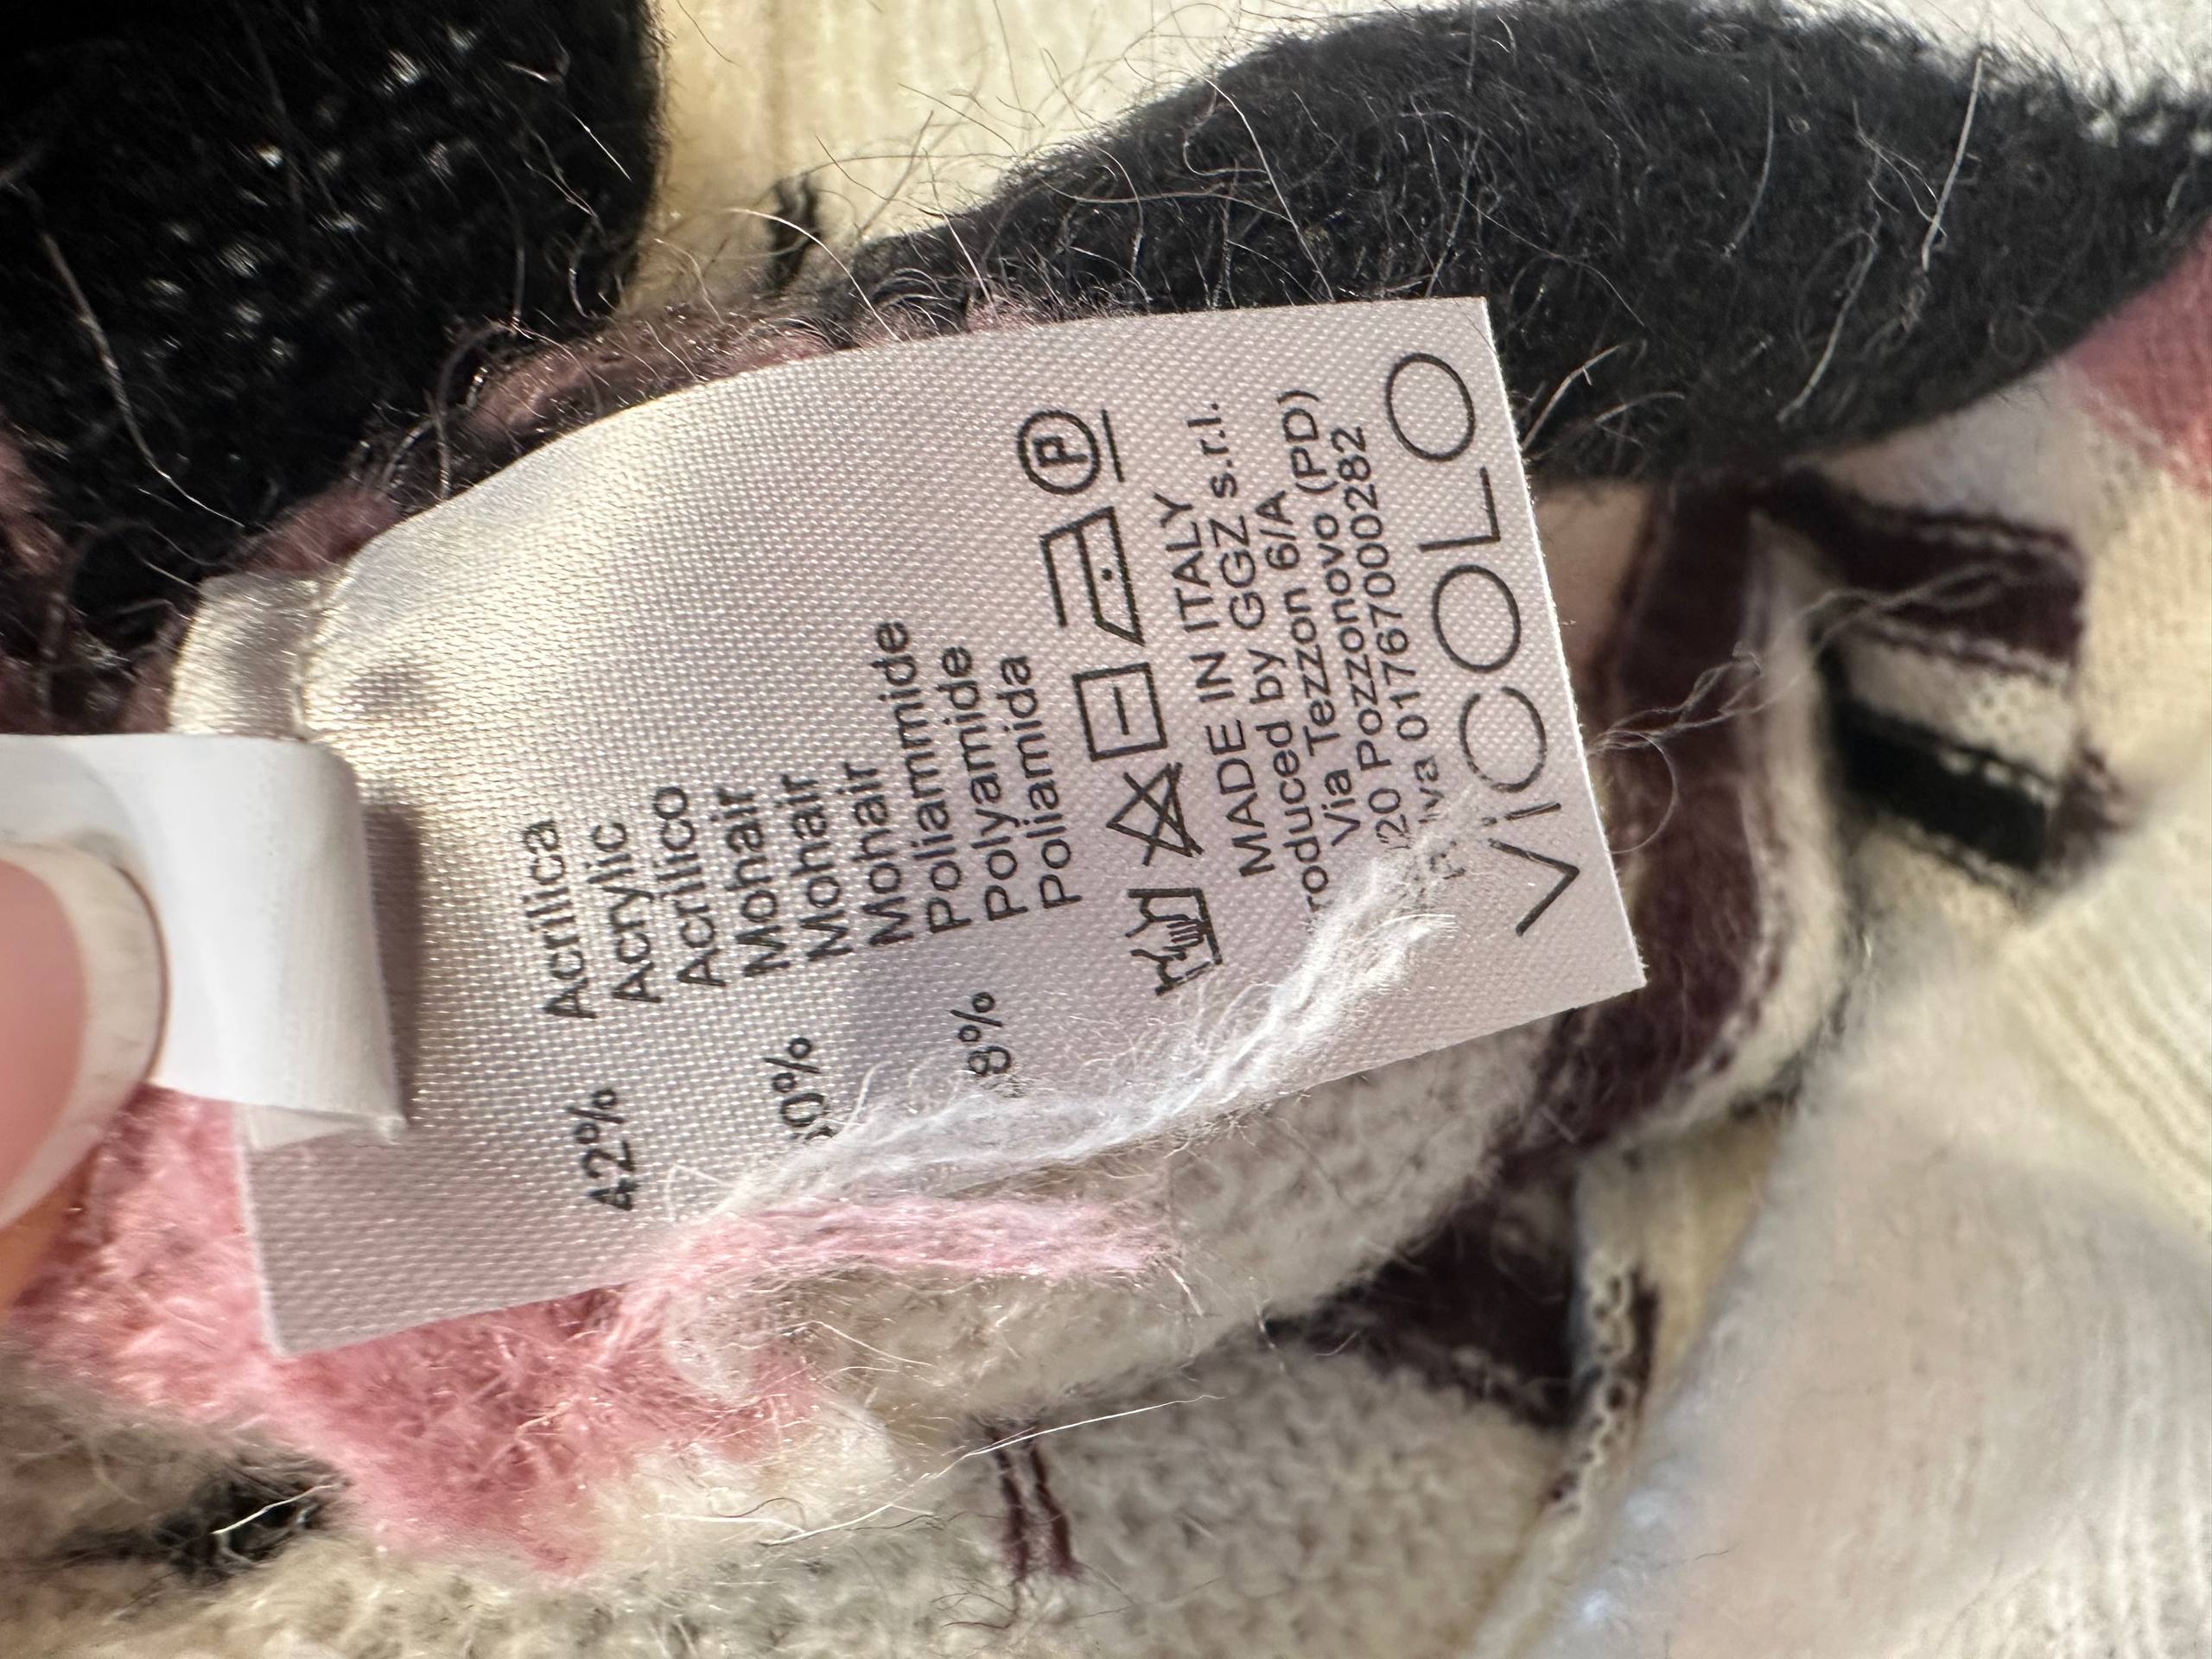 42% Acrilica
Acrylic
Acrilico
Mohair
Mohair
Mohair
8% Poliammide
Polyamide
Poliamida
P
MADE IN ITALY
roduced by GGZ s.r.l.
Via Tezzon 6/A
20 Pozzonovo (PD)
iva 01767000282
VICOLO